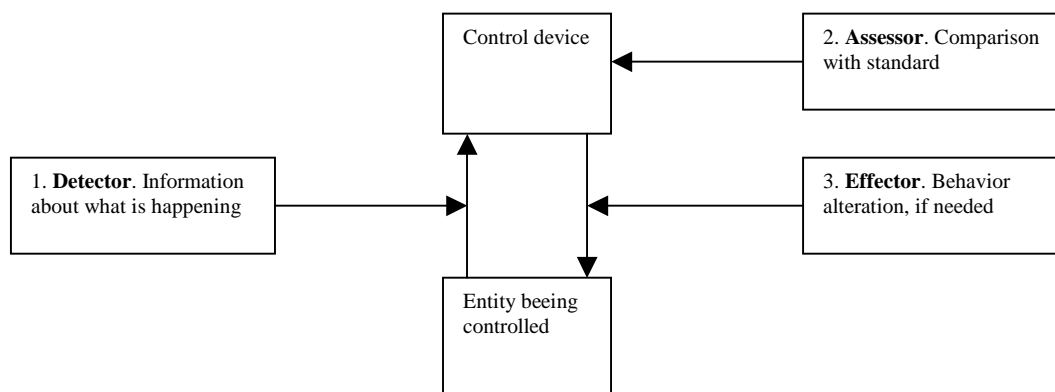 Control device
2. Assessor. Comparison
with standard
1. Detector. Information
about what is happening
3. Effector. Behavior
alteration, if needed
Entity beeing
controlled